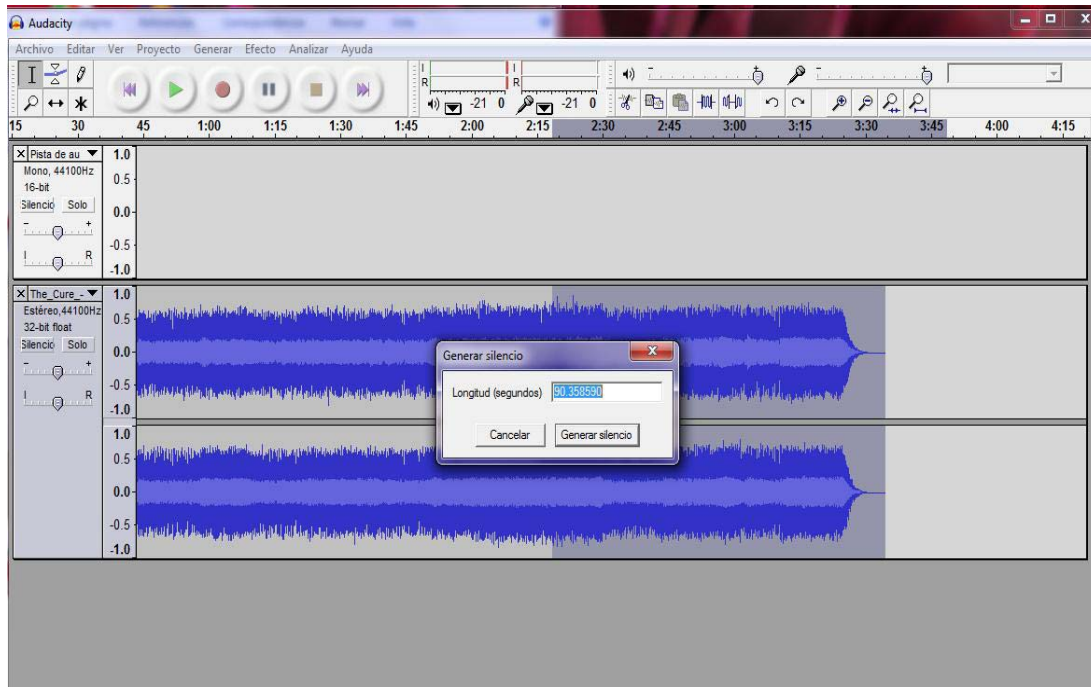 Audacity
Archivo Editar Ver Proyecto Generar Efecto Analizar Ayuda
I
R
-21 0
I
R
-21 0
15 30 45 1:00 1:15 1:30 1:45 2:00 2:15 2:30 2:45 3:00 3:15 3:30 3:45 4:00 4:15
X Pista de au
Mono, 44100Hz
16-bit
Silencio Solo
- +
I R
1.0
0.5
0.0
-0.5
-1.0
X The_Cure_-
Estéreo,44100Hz
32-bit float
Silencio Solo
- +
I R
1.0
0.5
0.0
-0.5
-1.0
1.0
0.5
0.0
-0.5
-1.0
Generar silencio
Longitud (segundos) 90.358590
Cancelar Generar silencio